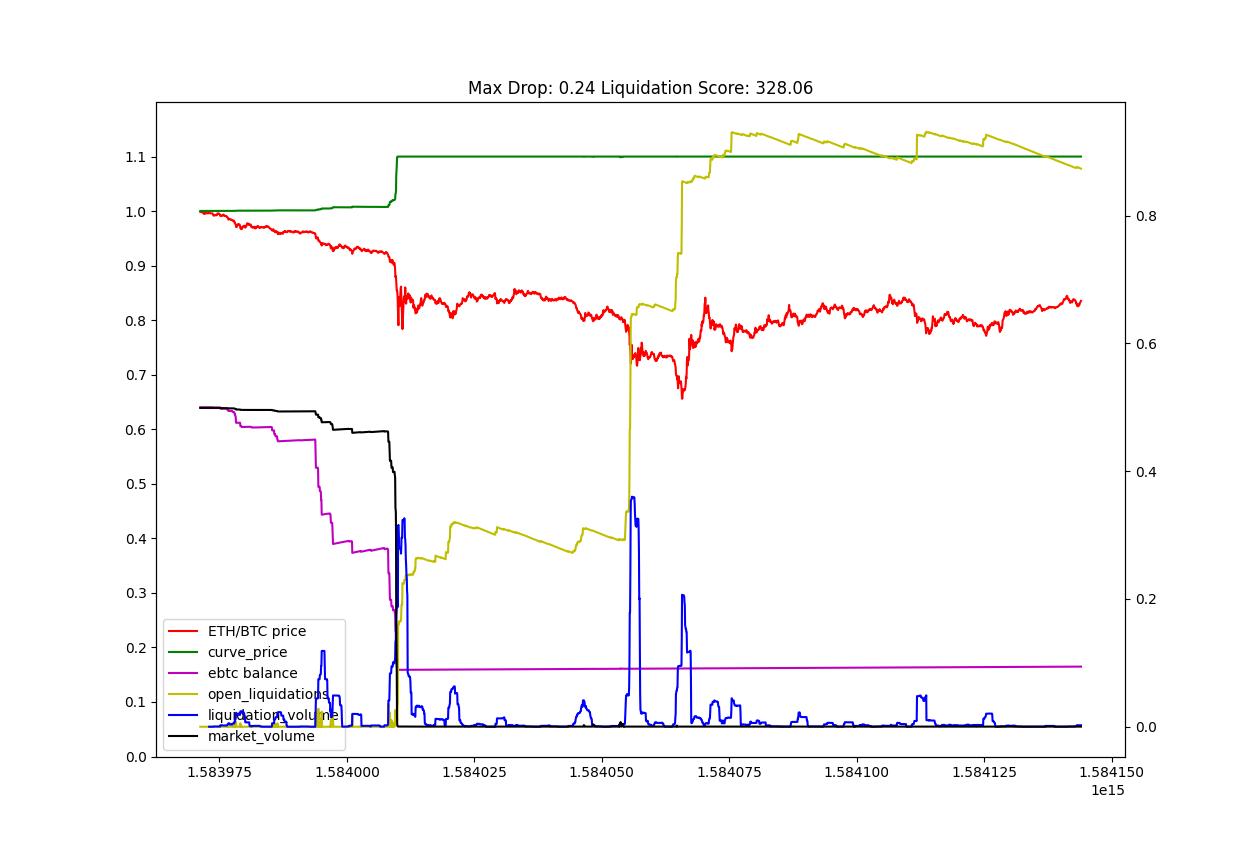 Max Drop: 0.24 Liquidation Score: 328.06
1.1
1.0
0.9
0.8
0.7
0.6
0.5
0.4
0.3
0.2
0.1
0.0
0.8
0.6
0.4
0.2
0.0
ETH/BTC price
curve_price
ebtc balance
open_liquidations
liquidation_volume
market_volume
1.583975 1.584000 1.584025 1.584050 1.584075 1.584100 1.584125 1.584150
1e15